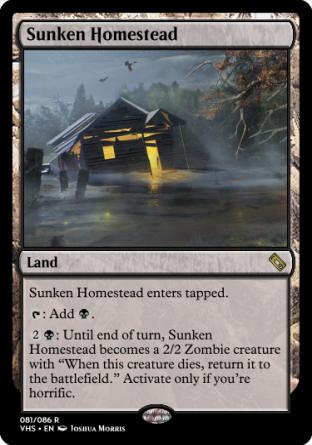 Sunken Homestead
Land
Sunken Homestead enters tapped.
: Add .
2 : Until end of turn, Sunken
Homestead becomes a 2/2 Zombie creature
with “When this creature dies, return it to
the battlefield.” Activate only if you’re
horrific.
081/086 R
VHS • EN Joshua Morris